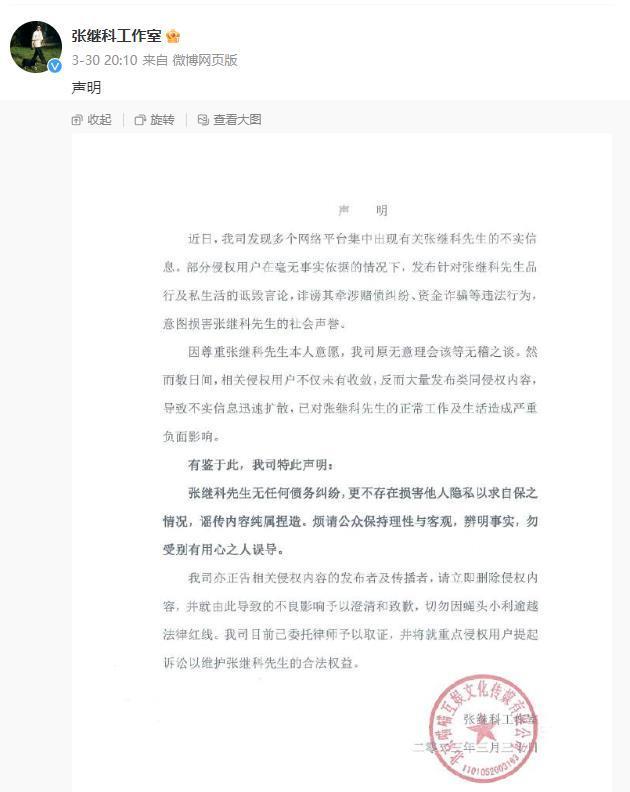 张继科工作室
3-30 20:10 来自 微博网页版
声明
收起 旋转 查看大图
声 明
近日，我司发现多个网络平台集中出现有关张继科先生的不实信
息。部分侵权用户在毫无事实依据的情况下，发布针对张继科先生品
行及私生活的诋毁言论，诽谤其牵涉赌债纠纷、资金诈骗等违法行为，
意图损害张继科先生的社会声誉。
因尊重张继科先生本人意愿，我司原无意理会该等无稽之谈。然
而数日间，相关侵权用户不仅未有收敛，反而大量发布类同侵权内容，
导致不实信息迅速扩散，已对张继科先生的正常工作及生活造成严重
负面影响。
有鉴于此，我司特此声明：
张继科先生无任何债务纠纷，更不存在损害他人隐私以求自保之
情况，谣传内容纯属捏造。烦请公众保持理性与客观，辨明事实，勿
受别有用心之人误导。
我司亦正告相关侵权内容的发布者及传播者，请立即删除侵权内
容，并就由此导致的不良影响予以澄清和致歉，切勿因蝇头小利逾越
法律红线。我司目前已委托律师予以取证，并将就重点侵权用户提起
诉讼以维护张继科先生的合法权益。
张继科工作室
二零二三年三月三十日
互娱文化传媒有限公司